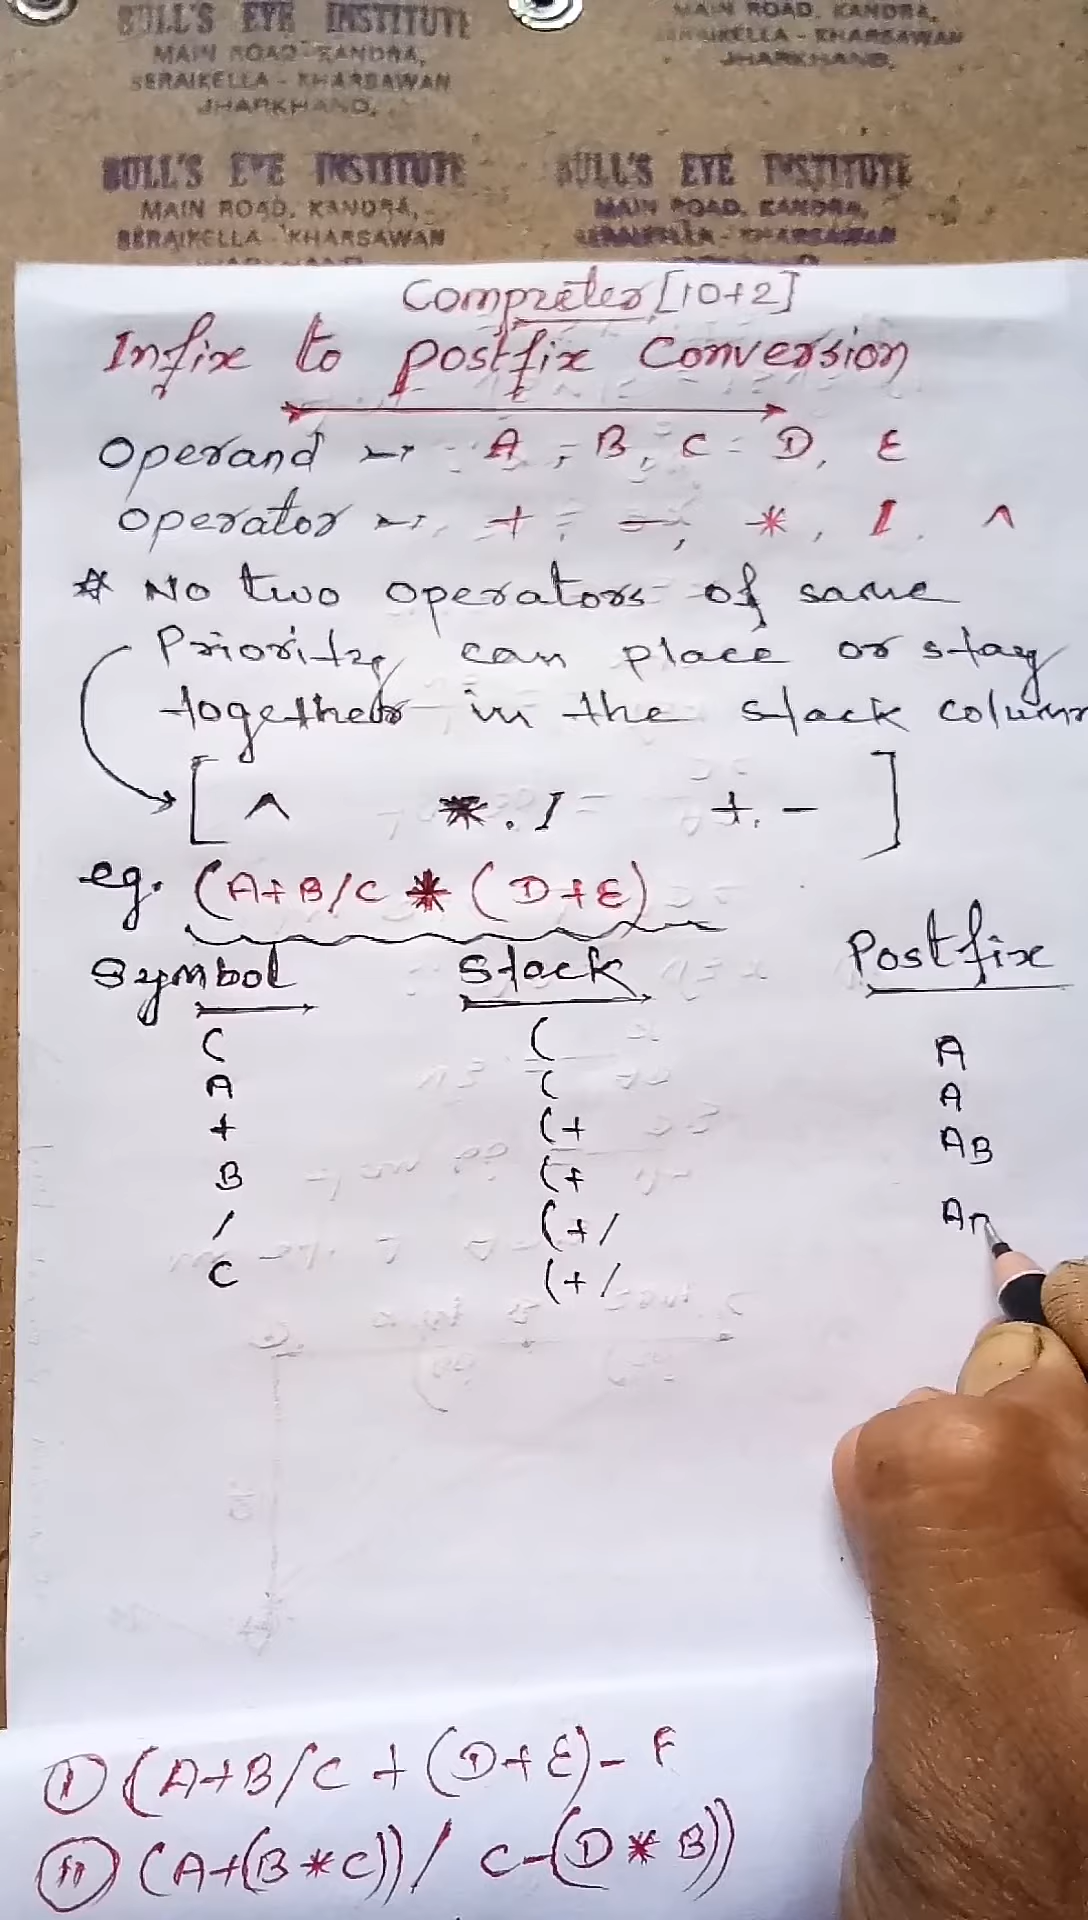 BULL'S EYE INSTITUTE
MAIN ROAD KANDRA,
SERAIKELLA - KHARSAWAN
JHARKHAND,
MAIN ROAD, KANDRA,
SERAIKELLA - KHARSAWAN
JHARKHAND,
BULL'S EYE INSTITUTE
MAIN ROAD, KANDRA,
SERAIKELLA - KHARSAWAN
BULL'S EYE INSTITUTE
MAIN ROAD, KANDRA,
SERAIKELLA - KHARSAWAN
Computer [10+2]
Infix to postfix Conversion
Operand → A, B, C, D, E
Operator → +, -, *, /, ^
* No two operators of same
Priority can place or stay
together in the stack column
[ ^ *, / +, - ]
eg. (A+B/C * (D+E)
Symbol Stack Postfix
( (
A ( A
+ (+ A
B (+ AB
/ (+/
C (+/
I) (A+B/C + (D+E) - F
II) (A+(B*C))/ C-(D*B))